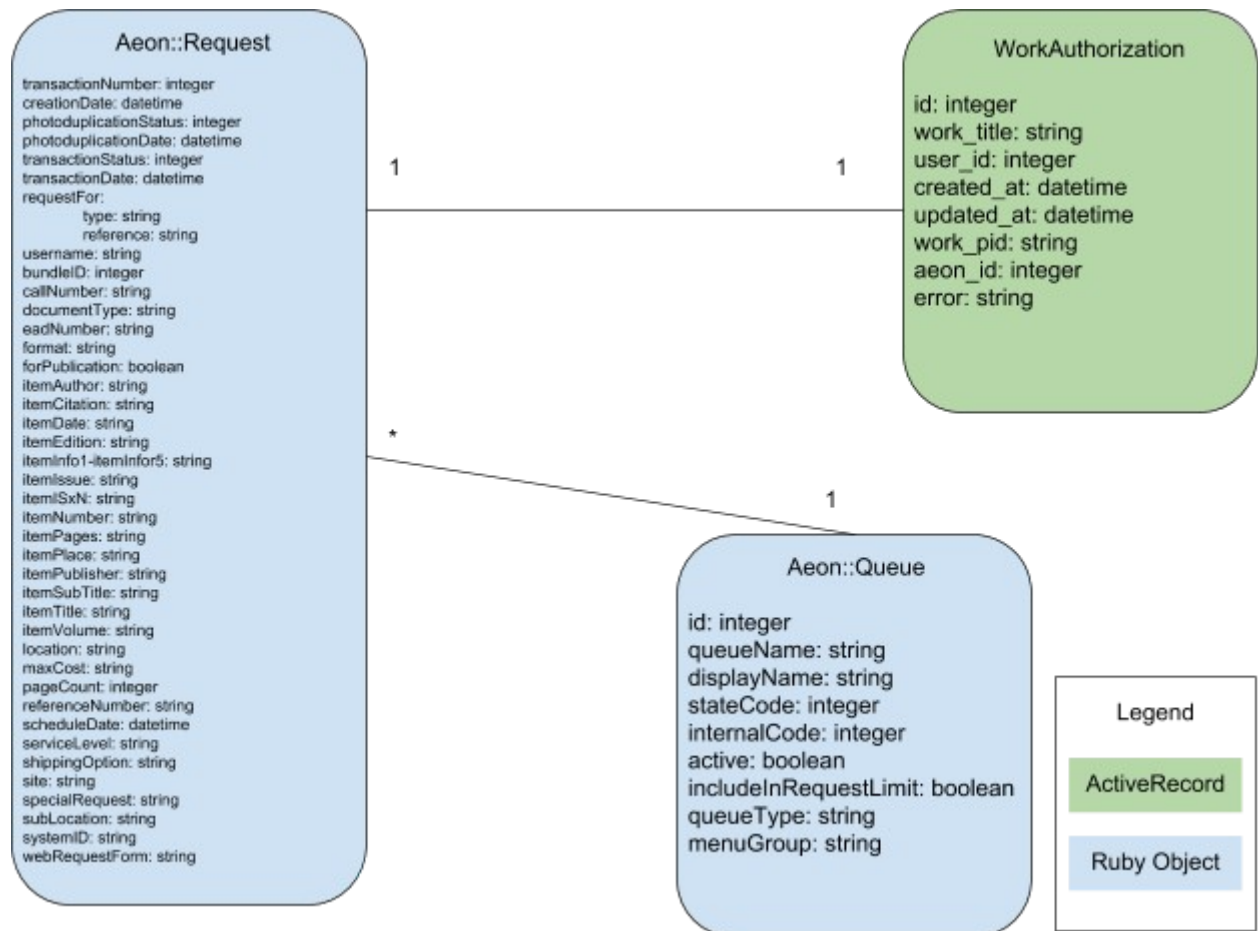 Aeon::Request
transactionNumber: integer
creationDate: datetime
photoduplicationStatus: integer
photoduplicationDate: datetime
transactionStatus: integer
transactionDate: datetime
requestFor:
type: string
reference: string
username: string
bundleID: integer
callNumber: string
documentType: string
eadNumber: string
format: string
forPublication: boolean
itemAuthor: string
itemCitation: string
itemDate: string
itemEdition: string
itemInfo1-itemInfor5: string
itemIssue: string
itemISxN: string
itemNumber: string
itemPages: string
itemPlace: string
itemPublisher: string
itemSubTitle: string
itemTitle: string
itemVolume: string
location: string
maxCost: string
pageCount: integer
referenceNumber: string
scheduleDate: datetime
serviceLevel: string
shippingOption: string
site: string
specialRequest: string
subLocation: string
systemID: string
webRequestForm: string
1
1
WorkAuthorization
id: integer
work_title: string
user_id: integer
created_at: datetime
updated_at: datetime
work_pid: string
aeon_id: integer
error: string
*
1
Aeon::Queue
id: integer
queueName: string
displayName: string
stateCode: integer
internalCode: integer
active: boolean
includeInRequestLimit: boolean
queueType: string
menuGroup: string
Legend
ActiveRecord
Ruby Object